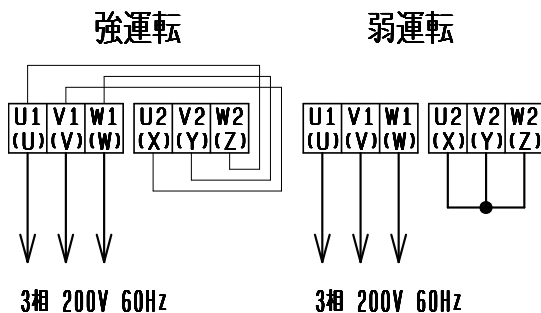 強運転 弱運転
U1 V1 W1 U2 V2 W2 U1 V1 W1 U2 V2 W2
(U) (V) (W) (X) (Y) (Z) (U) (V) (W) (X) (Y) (Z)
3相 200V 60Hz 3相 200V 60Hz